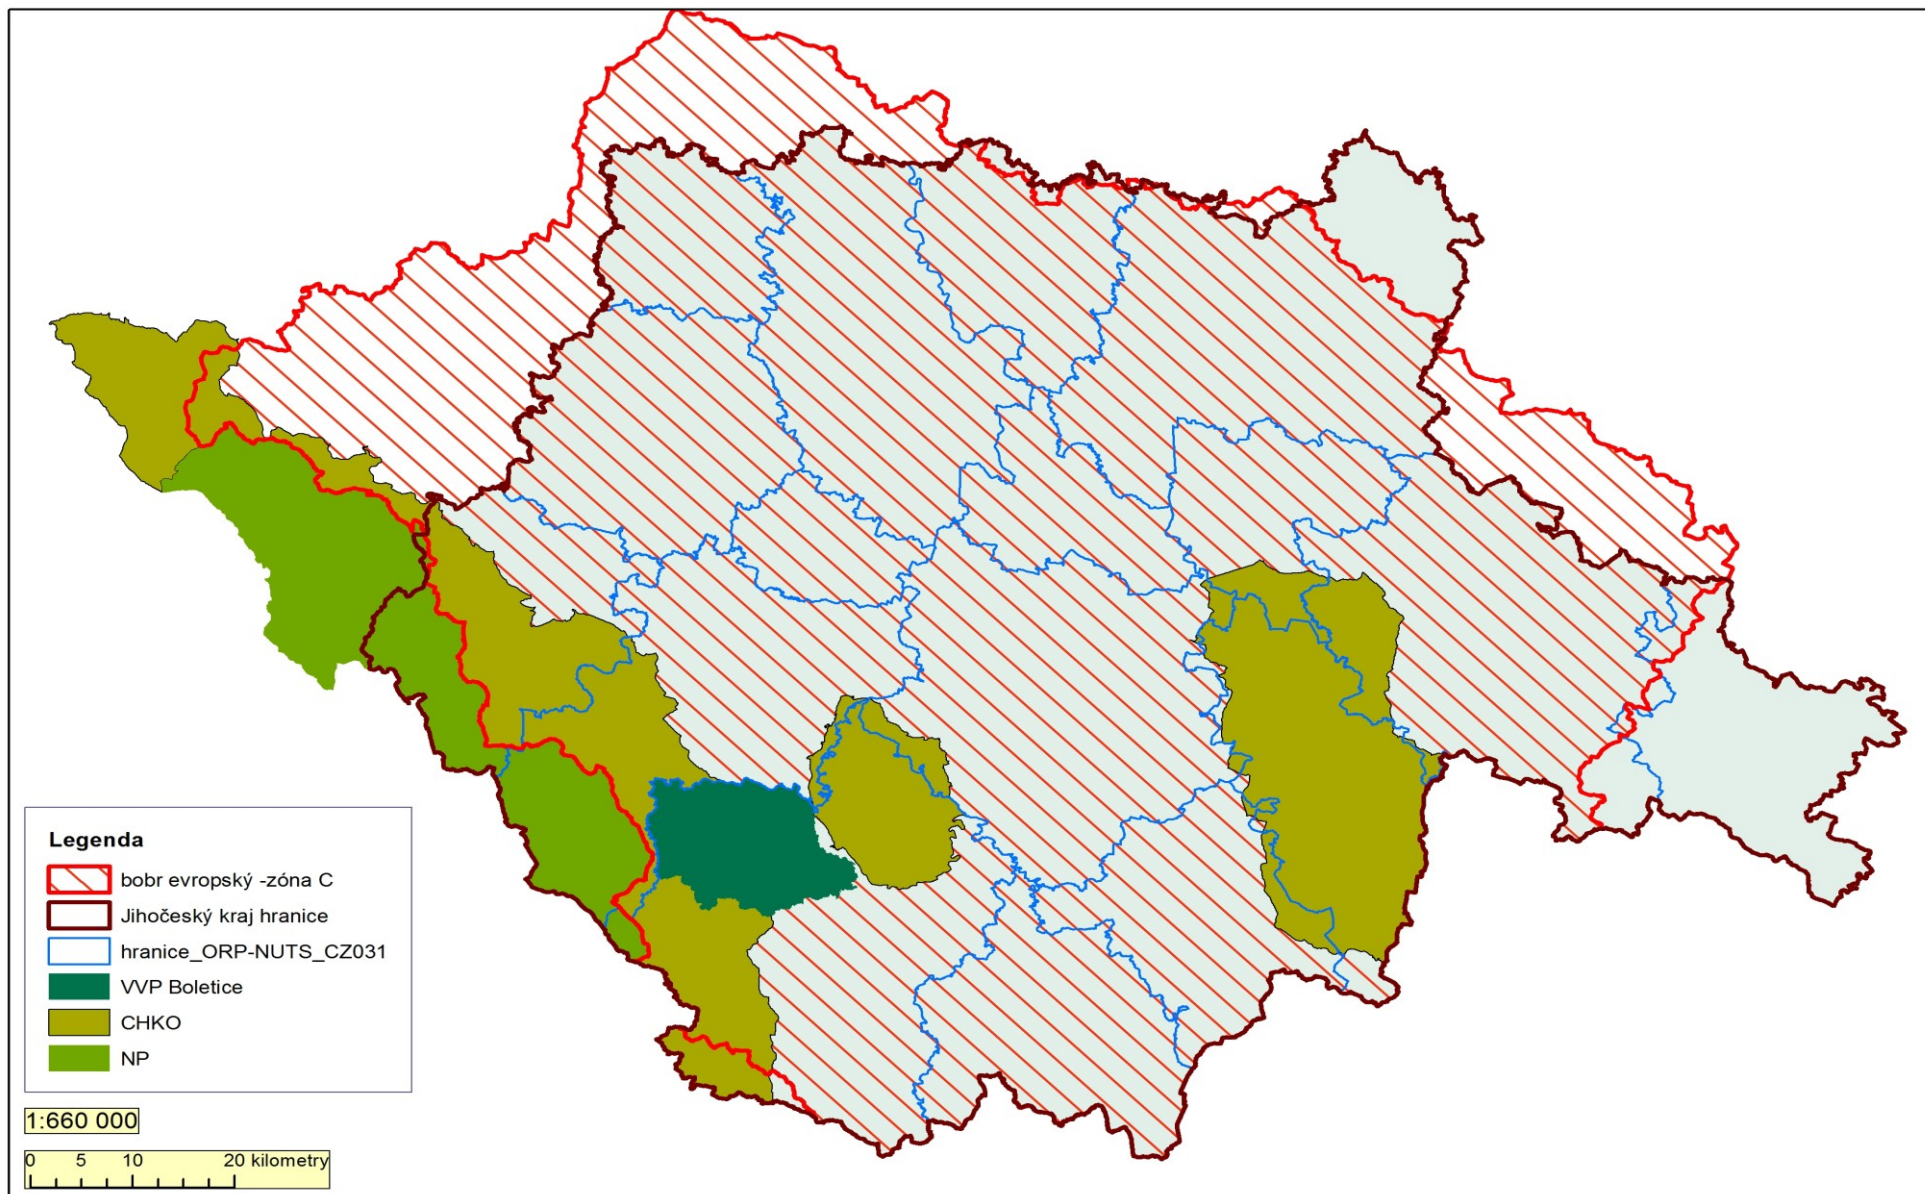 Legenda
bobr evropský -zóna C
Jihočeský kraj hranice
hranice_ORP-NUTS_CZ031
VVP Boletice
CHKO
NP
1:660 000
0 5 10 20 kilometry